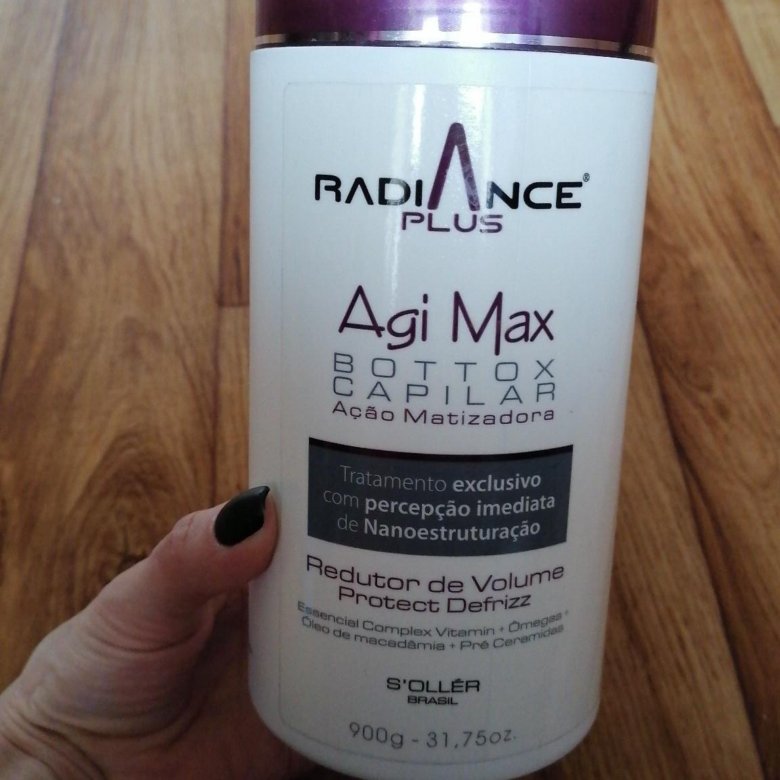 RADIANCE®
PLUS
Agi Max
BOTTOX
CAPILAR
Ação Matizadora
Tratamento exclusivo
com percepção imediata
de Nanoestruturação
Redutor de Volume
Protect Defrizz
Essencial Complex Vitamin + Ômegas +
Óleo de macadâmia + Pré Ceramidas
S'OLLÉR
BRASIL
900g - 31,75oz.